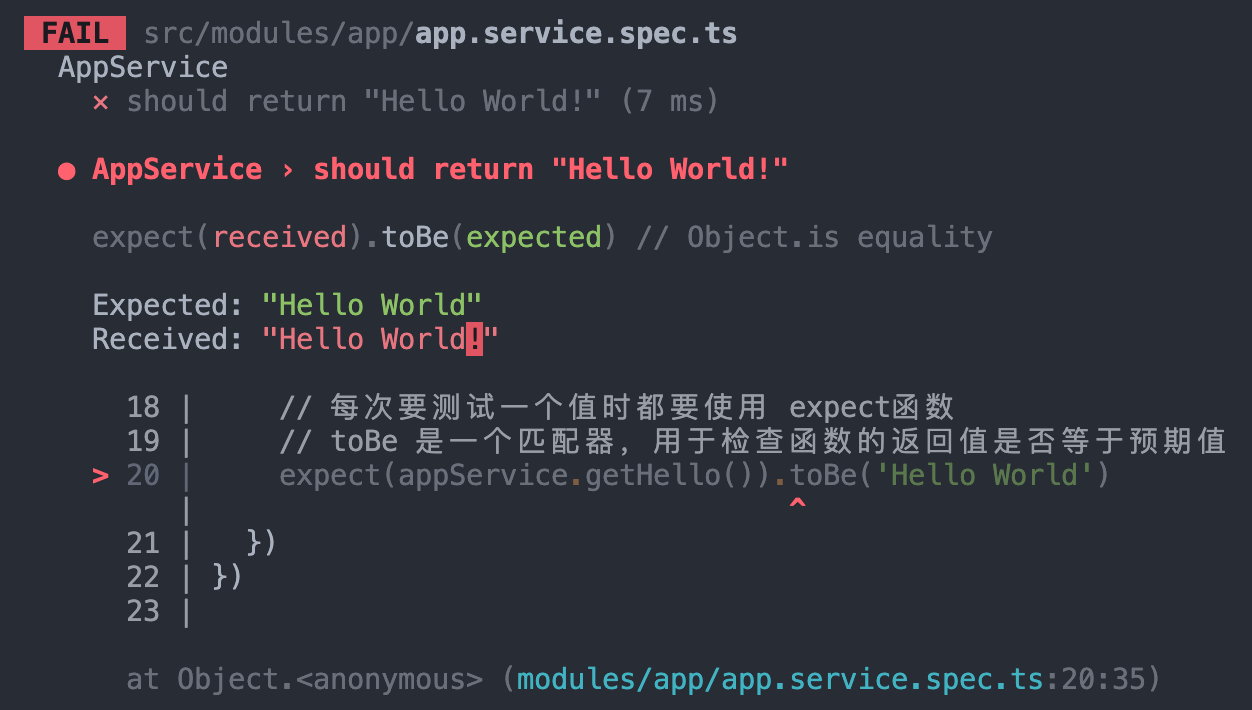 FAIL src/modules/app/app.service.spec.ts
AppService
× should return "Hello World!" (7 ms)
● AppService › should return "Hello World!"
expect(received).toBe(expected) // Object.is equality
Expected: "Hello World"
Received: "Hello World!"
18 |     // 每次要测试一个值时都要使用 expect函数
19 |     // toBe 是一个匹配器，用于检查函数的返回值是否等于预期值
> 20 |     expect(appService.getHello()).toBe('Hello World')
|                                   ^
21 |   })
22 | })
23 |
at Object.<anonymous> (modules/app/app.service.spec.ts:20:35)